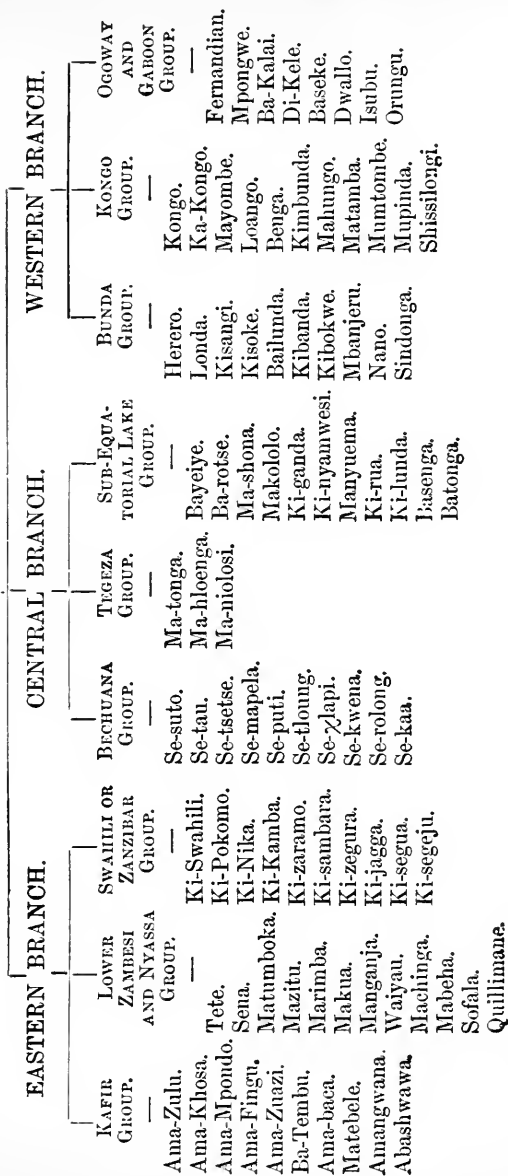 EASTERN BRANCH.
KAFIR
GROUP.
Ama-Zulu.
Ama-Khosa.
Ama-Mpondo.
Ama-Fingu.
Ama-Zuazi.
Ba-Tembu.
Ama-baca.
Matebele.
Amangwana.
Abashwawa.
LOWER
ZAMBESI
AND NYASSA
GROUP.
Tete.
Sena.
Matumboka.
Mazitu.
Marimba.
Makua.
Manganja.
Waiyau.
Machinga.
Mabeha.
Sofala.
Quillimane.
SWAHILI OR
ZANZIBAR
GROUP.
Ki-Swahili.
Ki-Pokomo.
Ki-Nika.
Ki-Kamba.
Ki-zaramo.
Ki-sambara.
Ki-zegura.
Ki-jagga.
Ki-segua.
Ki-segeju.
CENTRAL BRANCH.
BECHUANA
GROUP.
Se-suto.
Se-tau.
Se-tsetse.
Se-mapela.
Se-puti.
Se-tloung.
Se-χlapi.
Se-kwena.
Se-rolong.
Se-kaa.
TEGEZA
GROUP.
Ma-tonga.
Ma-hloenga.
Ma-niolosi.
SUB-EQUA-
TORIAL LAKE
GROUP.
Bayeiye.
Ba-rotse.
Ma-shona.
Makololo.
Ki-ganda.
Ki-nyamwesi.
Manyuema.
Ki-rua.
Ki-lunda.
Basenga.
Batonga.
WESTERN BRANCH.
BUNDA
GROUP.
Herero.
Londa.
Kisangi.
Kisoke.
Bailunda.
Kibanda.
Kibokwe.
Mbanjeru.
Nano.
Sindonga.
KONGO
GROUP.
Kongo.
Ka-Kongo.
Mayombe.
Loango.
Benga.
Kimbunda.
Mahungo.
Matamba.
Mumtombe.
Mupinda.
Shissilongi.
OGOWAY
AND
GABOON
GROUP.
Fernandian.
Mpongwe.
Ba-Kalai.
Di-Kele.
Baseke.
Dwallo.
Isubu.
Orungu.